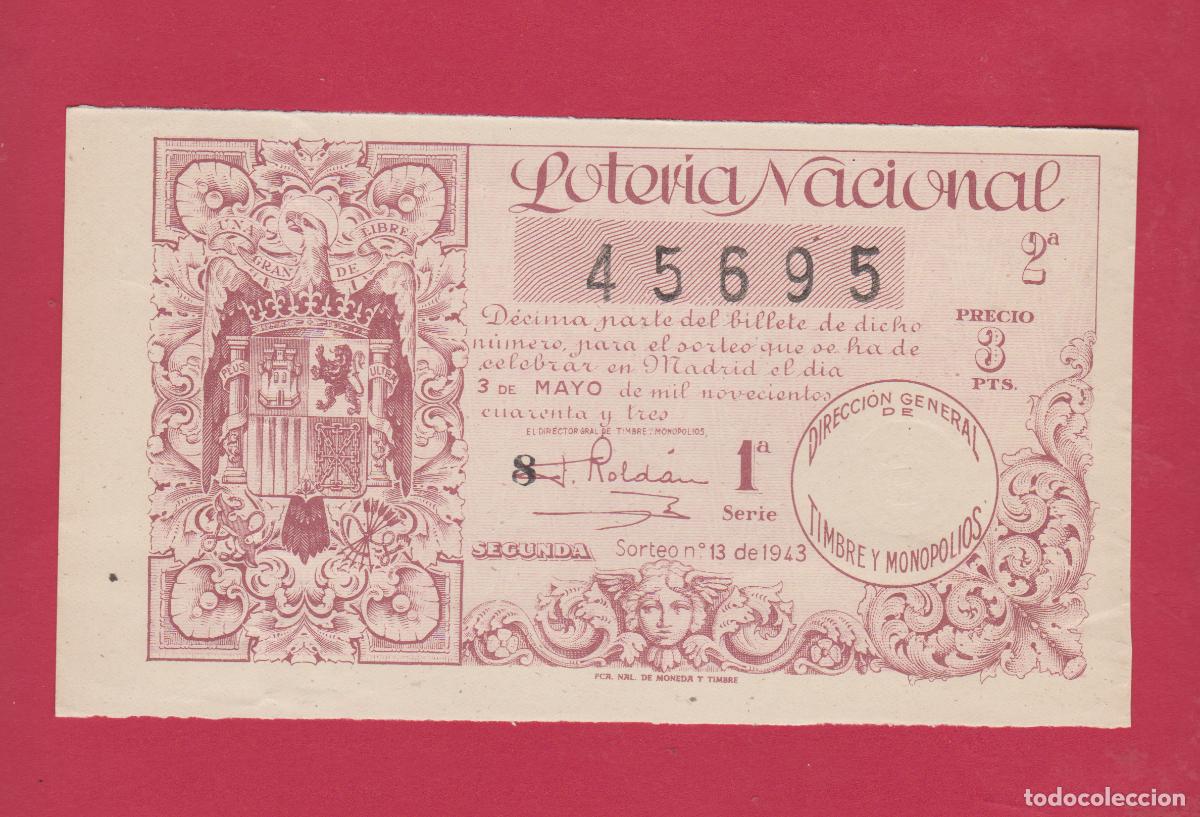 Lotería Nacional
UNA
GRANDE
LIBRE
45695
2ª
Décima parte del billete de dicho
número, para el sorteo que se ha de
celebrar en Madrid el dia
3 DE MAYO de mil novecientos
cuarenta y tres
PRECIO
3
PTS.
PLUS
ULTRA
EL DIRECTOR GRAL DE TIMBRE Y MONOPOLIOS,
8 Roldán
1ª
Serie
DIRECCIÓN GENERAL
DE
TIMBRE Y MONOPOLIOS
SEGUNDA Sorteo nº 13 de 1943
FCA. NAL. DE MONEDA Y TIMBRE
todocoleccion